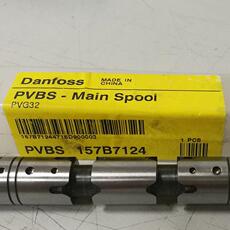 Danfoss
MADE IN
CHINA
PVBS - Main Spool
PVG32
1 PCS
PVBS 157B7124